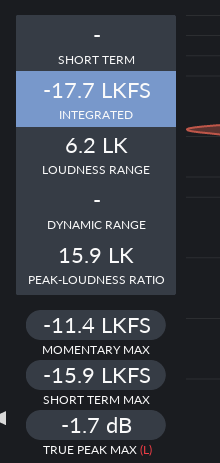 -
SHORT TERM
-17.7 LKFS
INTEGRATED
6.2 LK
LOUDNESS RANGE
-
DYNAMIC RANGE
15.9 LK
PEAK-LOUDNESS RATIO
-11.4 LKFS
MOMENTARY MAX
-15.9 LKFS
SHORT TERM MAX
-1.7 dB
TRUE PEAK MAX (L)